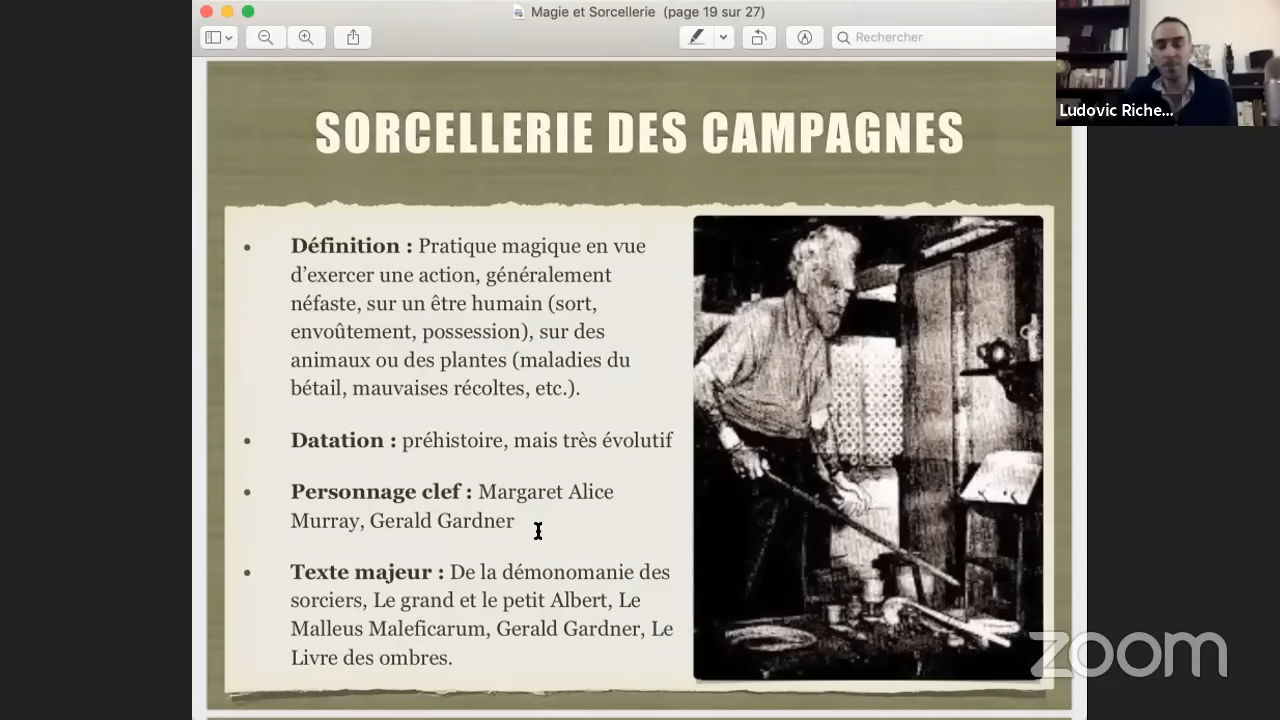 Magie et Sorcellerie (page 19 sur 27)
Rechercher
Ludovic Riche...
SORCELLERIE DES CAMPAGNES
• Définition : Pratique magique en vue
d'exercer une action, généralement
néfaste, sur un être humain (sort,
envoûtement, possession), sur des
animaux ou des plantes (maladies du
bétail, mauvaises récoltes, etc.).
• Datation : préhistoire, mais très évolutif
• Personnage clef : Margaret Alice
Murray, Gerald Gardner
• Texte majeur : De la démonomanie des
sorciers, Le grand et le petit Albert, Le
Malleus Maleficarum, Gerald Gardner, Le
Livre des ombres.
zoom